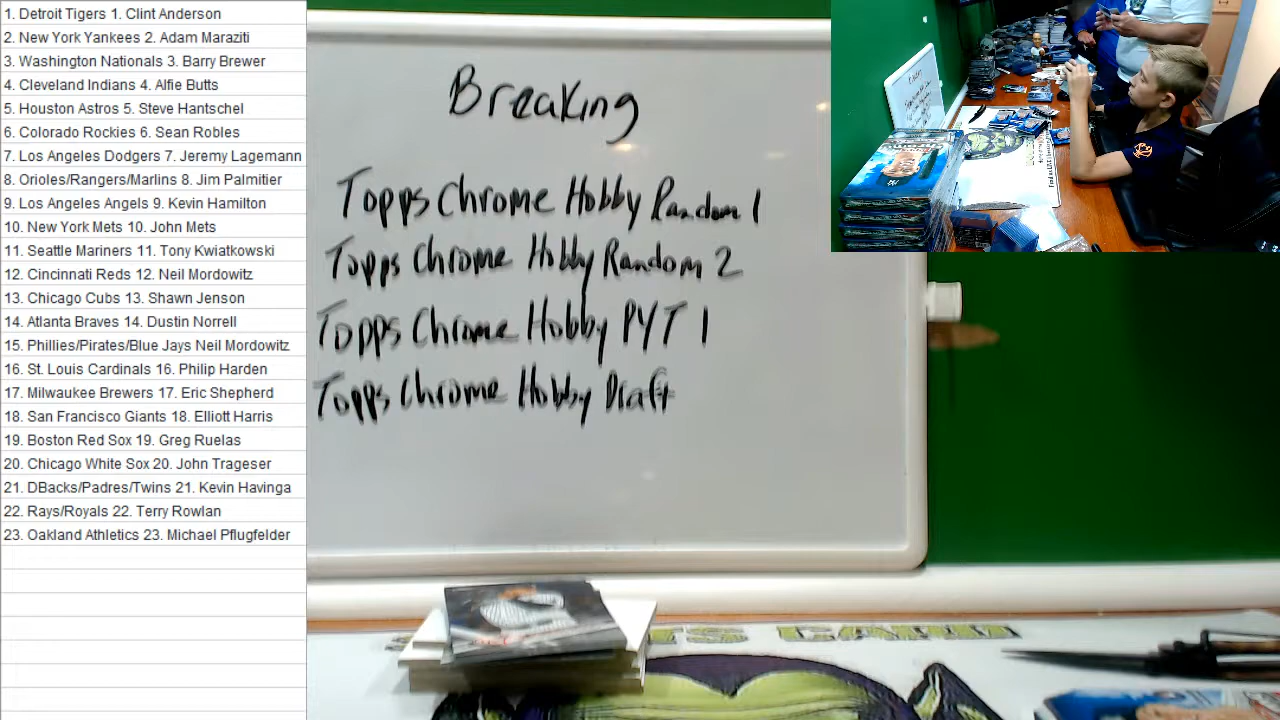 1. Detroit Tigers 1. Clint Anderson
2. New York Yankees 2. Adam Maraziti
3. Washington Nationals 3. Barry Brewer
4. Cleveland Indians 4. Alfie Butts
5. Houston Astros 5. Steve Hantschel
6. Colorado Rockies 6. Sean Robles
7. Los Angeles Dodgers 7. Jeremy Lagemann
8. Orioles/Rangers/Marlins 8. Jim Palmitier
9. Los Angeles Angels 9. Kevin Hamilton
10. New York Mets 10. John Mets
11. Seattle Mariners 11. Tony Kwiatkowski
12. Cincinnati Reds 12. Neil Mordowitz
13. Chicago Cubs 13. Shawn Jenson
14. Atlanta Braves 14. Dustin Norrell
15. Phillies/Pirates/Blue Jays Neil Mordowitz
16. St. Louis Cardinals 16. Philip Harden
17. Milwaukee Brewers 17. Eric Shepherd
18. San Francisco Giants 18. Elliott Harris
19. Boston Red Sox 19. Greg Ruelas
20. Chicago White Sox 20. John Trageser
21. DBacks/Padres/Twins 21. Kevin Havinga
22. Rays/Royals 22. Terry Rowlan
23. Oakland Athletics 23. Michael Pflugfelder
Breaking
Topps Chrome Hobby Random 1
Topps Chrome Hobby Random 2
Topps Chrome Hobby PYT 1
Topps Chrome Hobby Draft
CARD